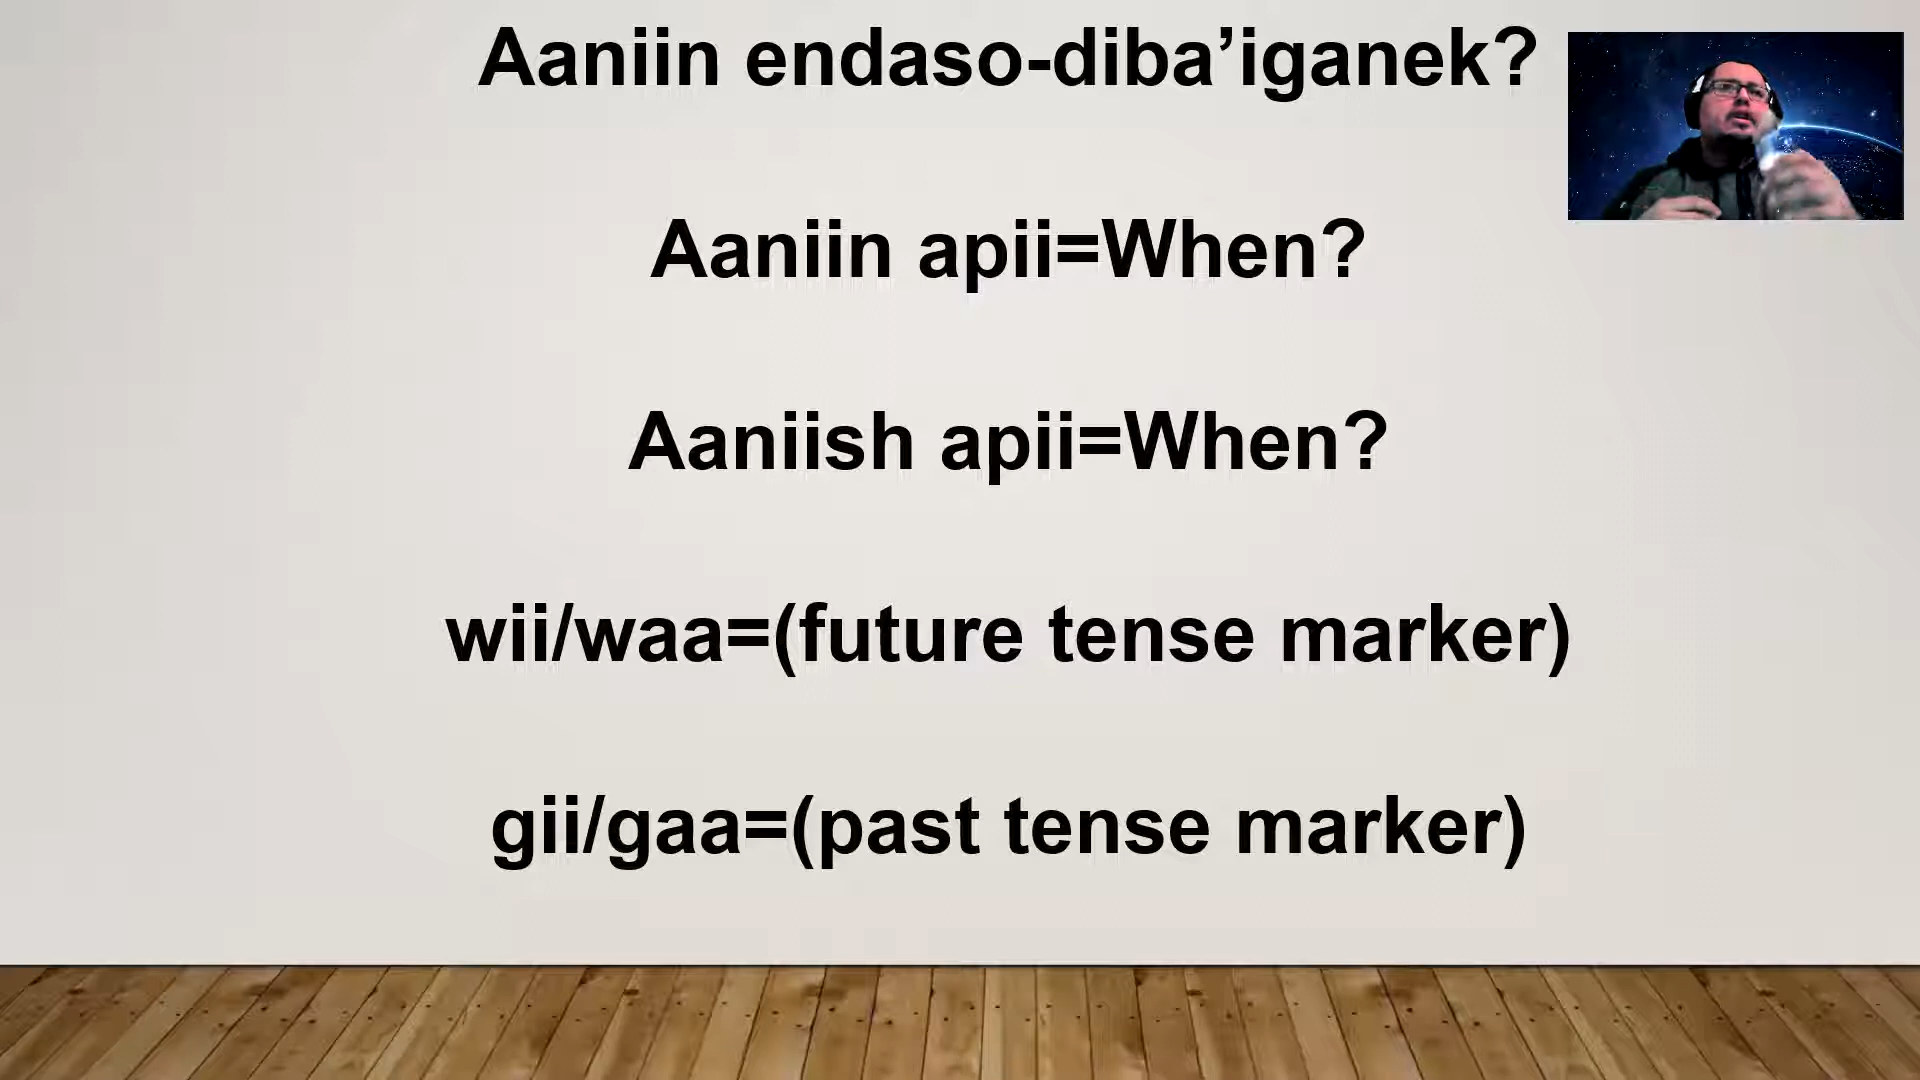 Aaniin endaso-diba’iganek?
Aaniin apii=When?
Aaniish apii=When?
wii/waa=(future tense marker)
gii/gaa=(past tense marker)